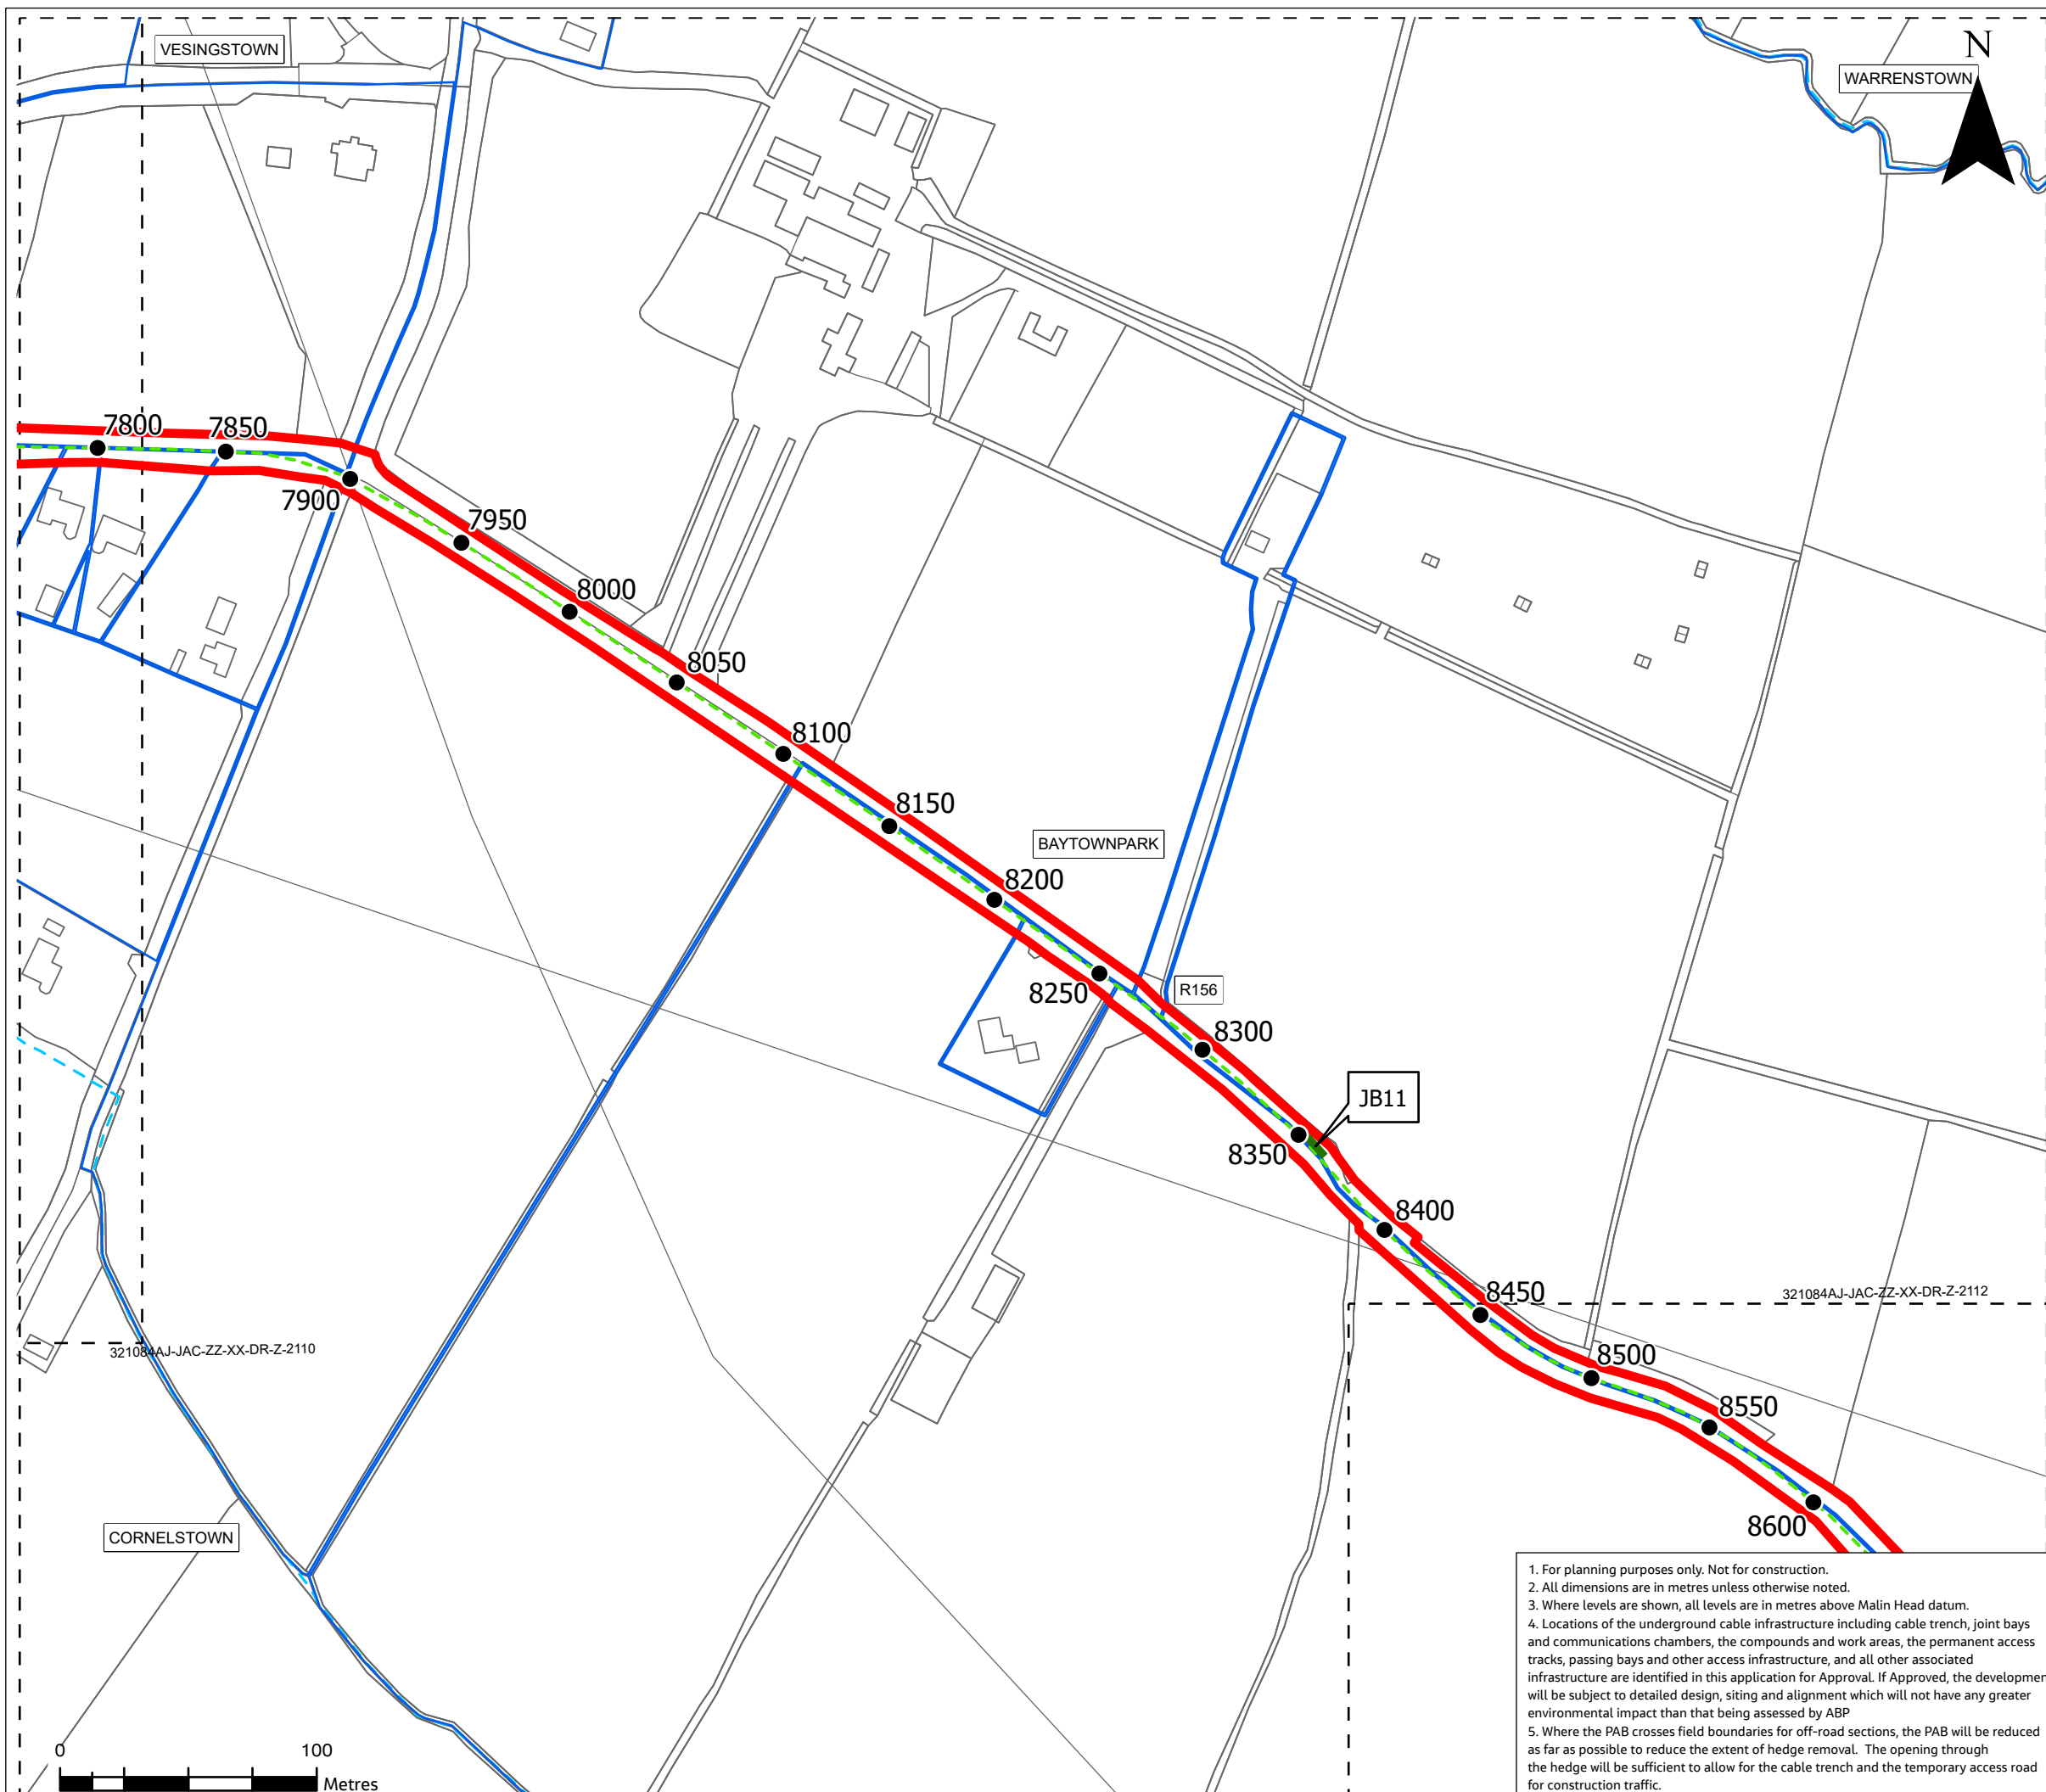 VESINGSTOWN
N
WARRENSTOWN
7800
7850
7900
7950
8000
8050
8100
8150
BAYTOWNPARK
8200
8250
R156
8300
JB11
8350
8400
8450
321084AJ-JAC-ZZ-XX-DR-Z-2112
321084AJ-JAC-ZZ-XX-DR-Z-2110
8500
8550
8600
CORNELSTOWN
1. For planning purposes only. Not for construction.
2. All dimensions are in metres unless otherwise noted.
3. Where levels are shown, all levels are in metres above Malin Head datum.
4. Locations of the underground cable infrastructure including cable trench, joint bays
and communications chambers, the compounds and work areas, the permanent access
tracks, passing bays and other access infrastructure, and all other associated
infrastructure are identified in this application for Approval. If Approved, the developmen
will be subject to detailed design, siting and alignment which will not have any greater
environmental impact than that being assessed by ABP
5. Where the PAB crosses field boundaries for off-road sections, the PAB will be reduced
as far as possible to reduce the extent of hedge removal. The opening through
the hedge will be sufficient to allow for the cable trench and the temporary access road
for construction traffic.
0 100
Metres